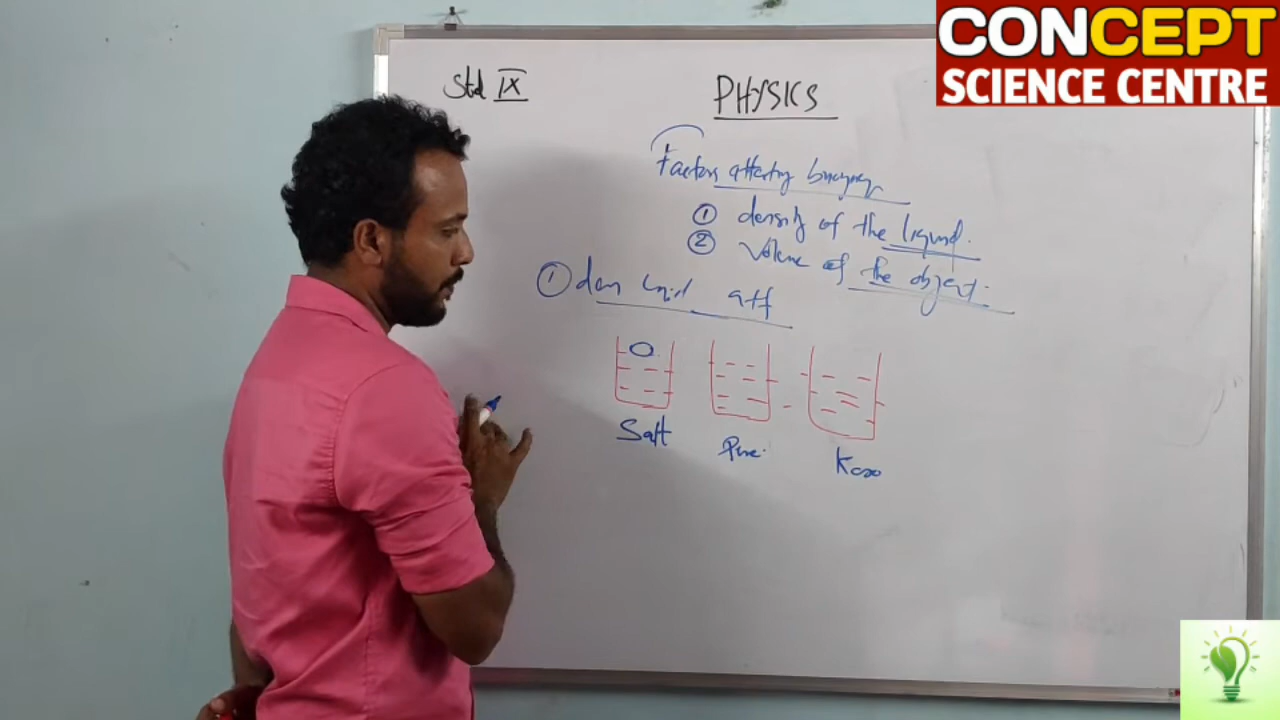 CONCEPT
SCIENCE CENTRE
Std IX
PHYSICS
Factors affecting buoyancy
① density of the liquid.
② Volume of the object.
① den liquid aff
Salt
Pure.
Kero